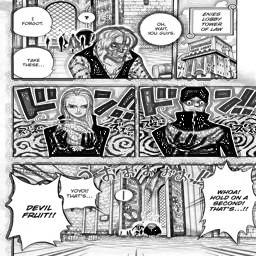 OH,
WAIT,
YOU GUYS.
I
FORGOT.
TAKE
THESE...
ENIES
LOBBY
TOWER
OF LAW
ドン!!
ドン!!
WHOA!
HOLD ON A
SECOND!
THAT'S...!!
YOYOI!
THAT'S...
DEVIL
FRUIT!!